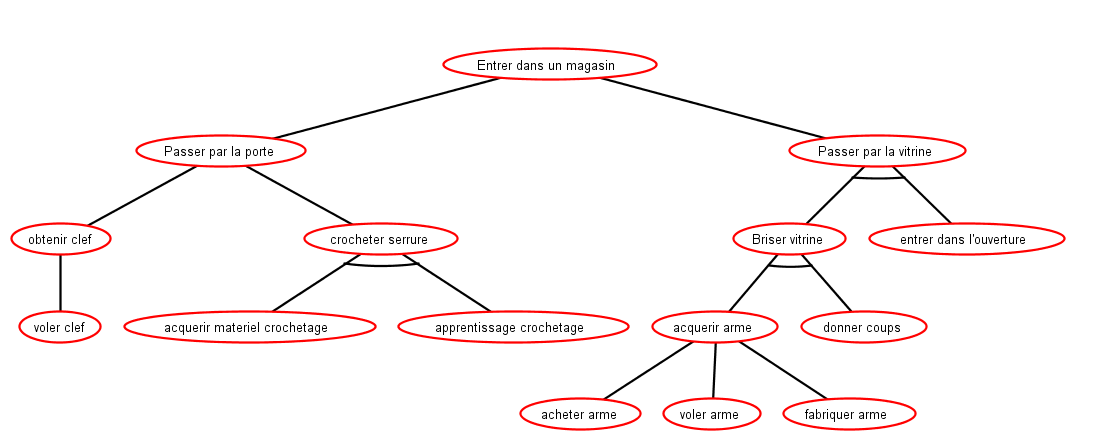 Entrer dans un magasin
Passer par la porte
Passer par la vitrine
obtenir clef
crocheter serrure
Briser vitrine
entrer dans l'ouverture
voler clef
acquerir materiel crochetage
apprentissage crochetage
acquerir arme
donner coups
acheter arme
voler arme
fabriquer arme